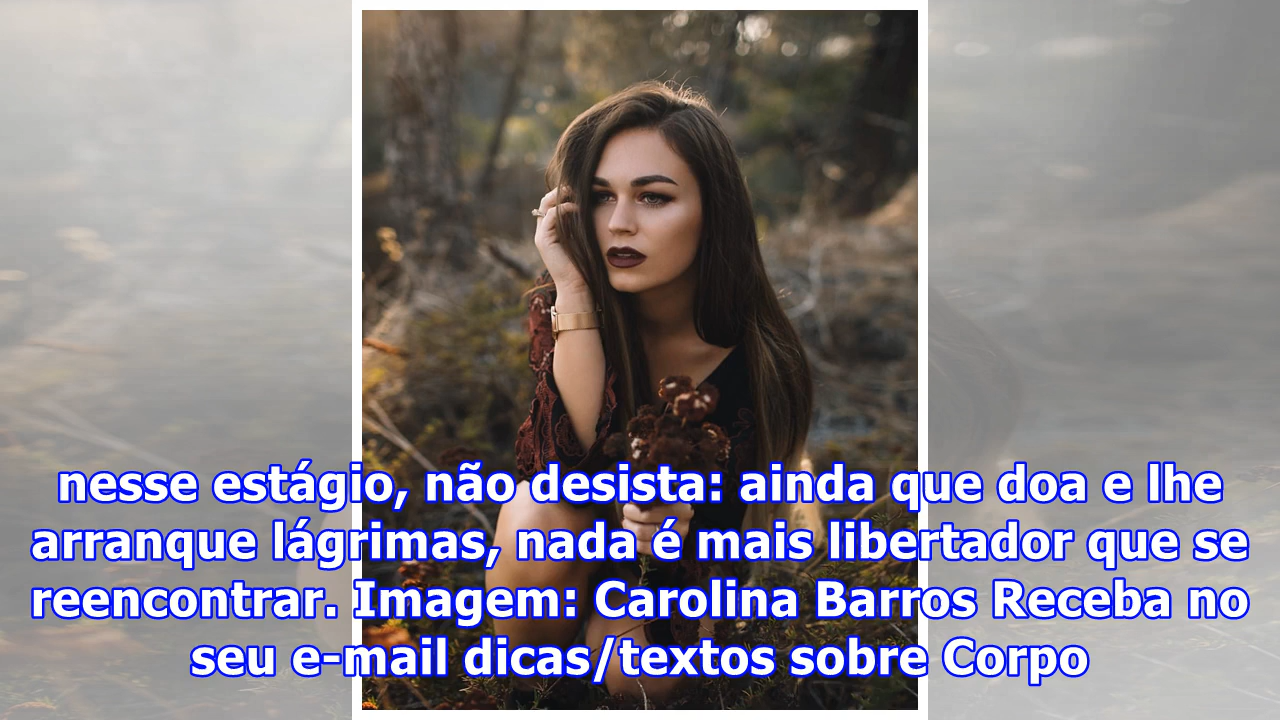 nesse estágio, não desista: ainda que doa e lhe
arranque lágrimas, nada é mais libertador que se
reencontrar. Imagem: Carolina Barros Receba no
seu e-mail dicas/textos sobre Corpo